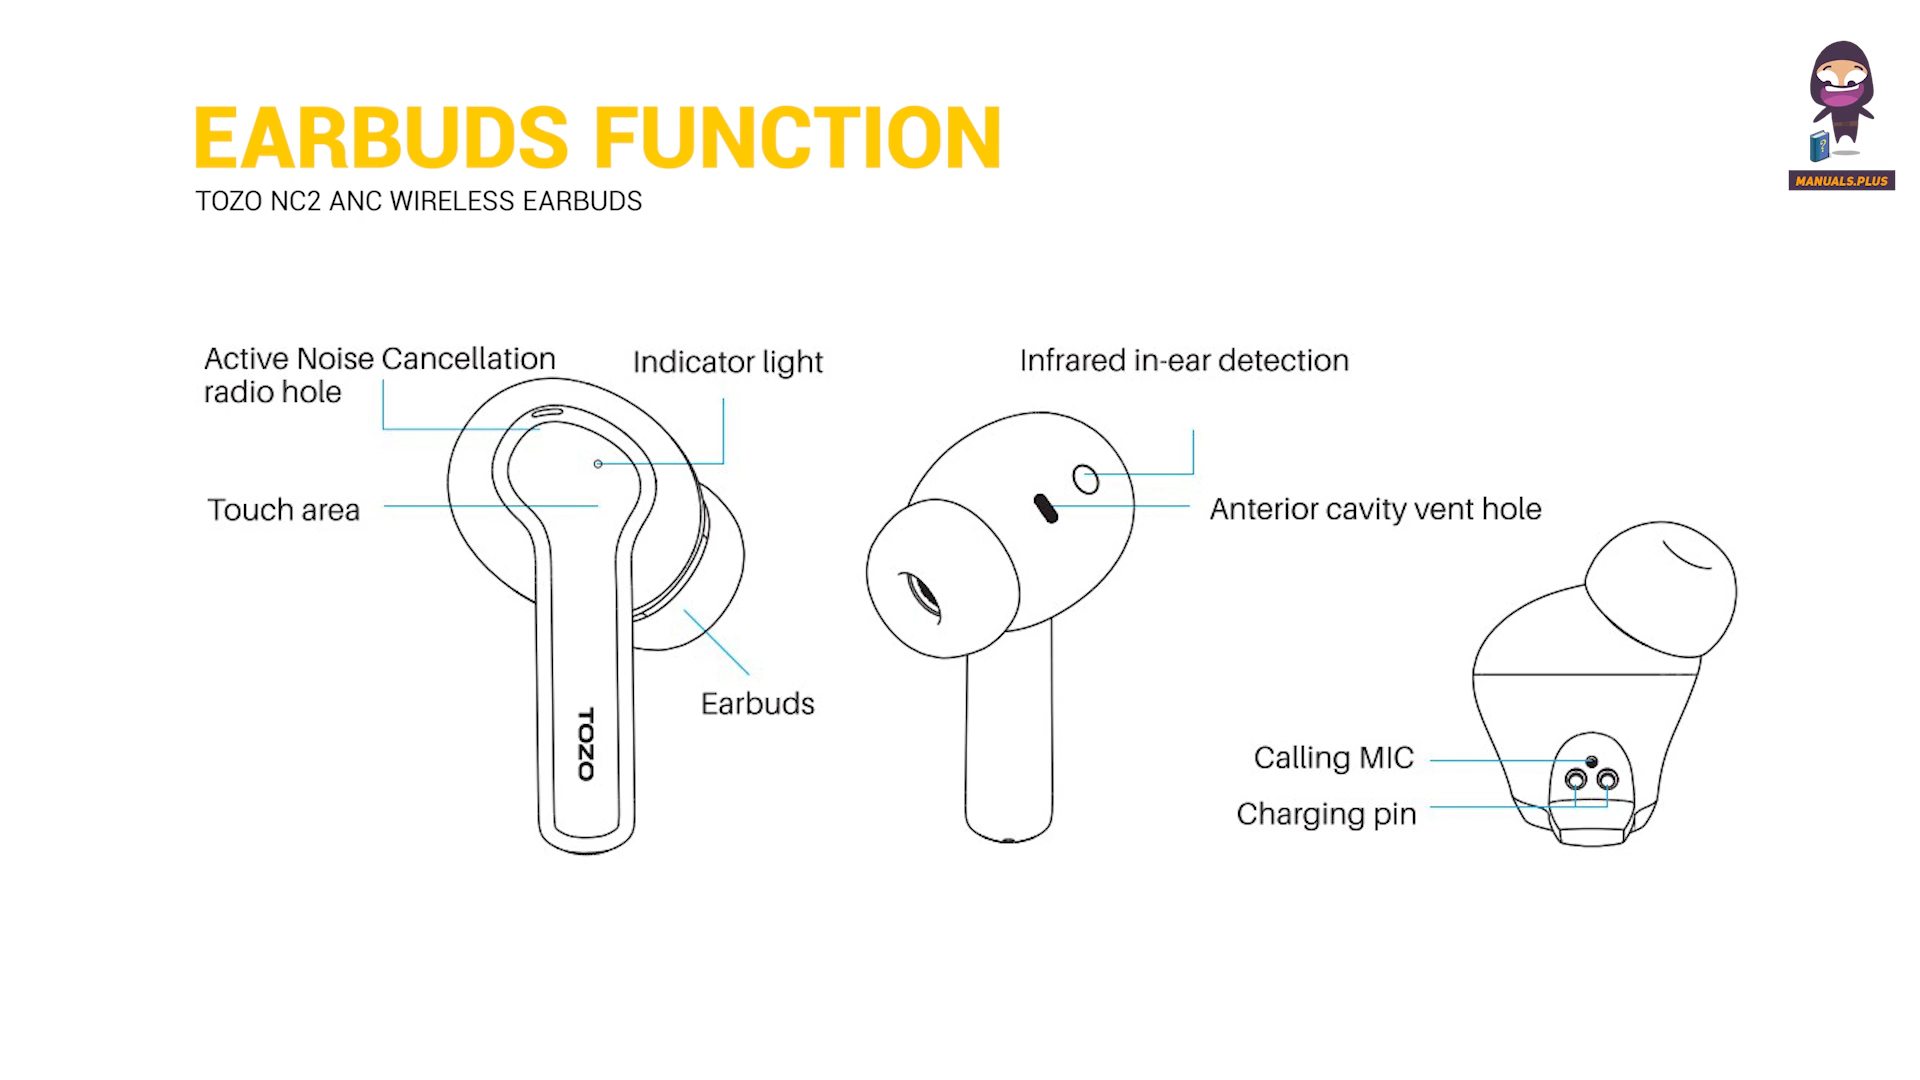 EARBUDS FUNCTION
TOZO NC2 ANC WIRELESS EARBUDS
MANUALS.PLUS
Active Noise Cancellation
radio hole
Indicator light
Infrared in-ear detection
Touch area
Anterior cavity vent hole
Earbuds
TOZO
Calling MIC
Charging pin
?